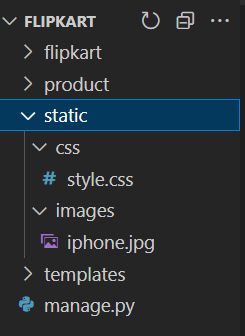 FLIPKART
flipkart
product
static
css
style.css
images
iphone.jpg
templates
manage.py